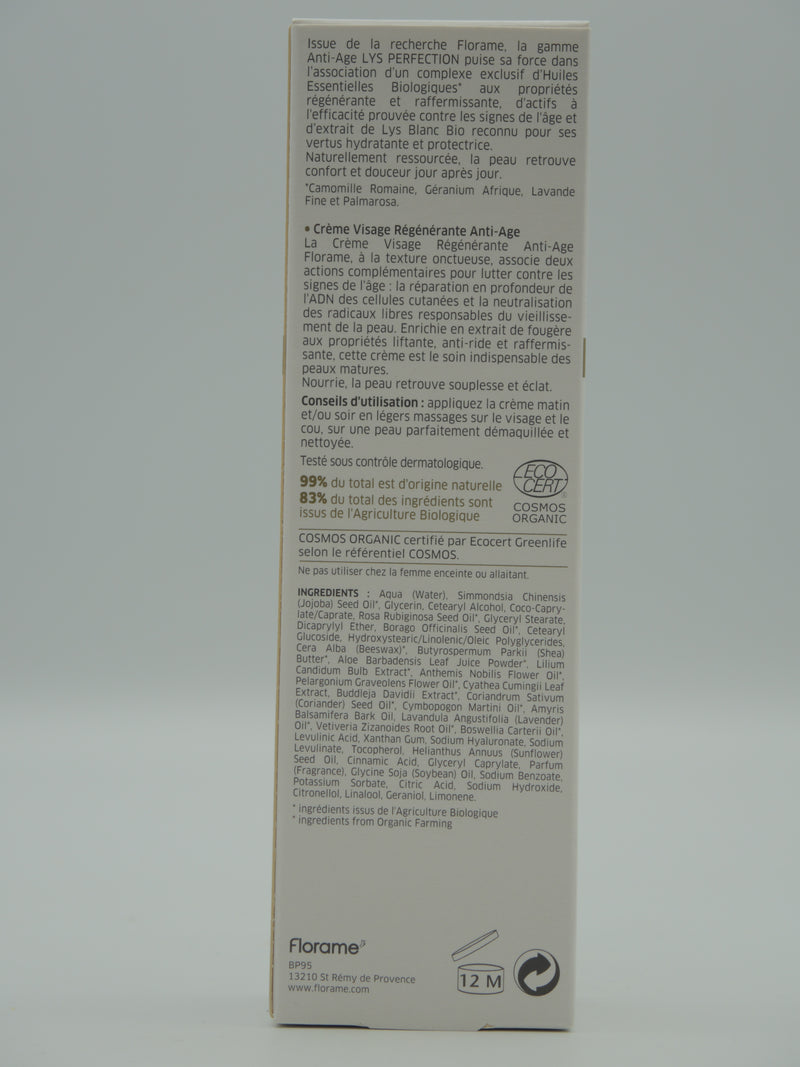 Issue de la recherche Florame, la gamme
Anti-Age LYS PERFECTION puise sa force dans
l'association d'un complexe exclusif d'Huiles
Essentielles Biologiques* aux propriétés
régénérante et raffermissante, d'actifs à
l'efficacité prouvée contre les signes de l'âge et
d'extrait de Lys Blanc Bio reconnu pour ses
vertus hydratante et protectrice.
Naturellement ressourcée, la peau retrouve
confort et douceur jour après jour.
*Camomille Romaine, Géranium Afrique, Lavande
Fine et Palmarosa.
• Crème Visage Régénérante Anti-Age
La Crème Visage Régénérante Anti-Age
Florame, à la texture onctueuse, associe deux
actions complémentaires pour lutter contre les
signes de l'âge : la réparation en profondeur de
l'ADN des cellules cutanées et la neutralisation
des radicaux libres responsables du vieillisse-
ment de la peau. Enrichie en extrait de fougère
aux propriétés liftante, anti-ride et raffermis-
sante, cette crème est le soin indispensable des
peaux matures.
Nourrie, la peau retrouve souplesse et éclat.
Conseils d'utilisation : appliquez la crème matin
et/ou soir en légers massages sur le visage et le
cou, sur une peau parfaitement démaquillée et
nettoyée.
Testé sous contrôle dermatologique.
99% du total est d'origine naturelle
83% du total des ingrédients sont
issus de l'Agriculture Biologique
ECO
CERT®
COSMOS
ORGANIC
COSMOS ORGANIC certifié par Ecocert Greenlife
selon le référentiel COSMOS.
Ne pas utiliser chez la femme enceinte ou allaitant.
INGREDIENTS : Aqua (Water), Simmondsia Chinensis
(Jojoba) Seed Oil*, Glycerin, Cetearyl Alcohol, Coco-Capry-
late/Caprate, Rosa Rubiginosa Seed Oil*, Glyceryl Stearate,
Dicaprylyl Ether, Borago Officinalis Seed Oil*, Cetearyl
Glucoside, Hydroxystearic/Linolenic/Oleic Polyglycerides,
Cera Alba (Beeswax)*, Butyrospermum Parkii (Shea)
Butter*, Aloe Barbadensis Leaf Juice Powder*, Lilium
Candidum Bulb Extract*, Anthemis Nobilis Flower Oil*,
Pelargonium Graveolens Flower Oil*, Cyathea Cumingii Leaf
Extract, Buddleja Davidii Extract*, Coriandrum Sativum
(Coriander) Seed Oil*, Cymbopogon Martini Oil*, Amyris
Balsamifera Bark Oil, Lavandula Angustifolia (Lavender)
Oil*, Vetiveria Zizanoides Root Oil*, Boswellia Carterii Oil*,
Levulinic Acid, Xanthan Gum, Sodium Hyaluronate, Sodium
Levulinate, Tocopherol, Helianthus Annuus (Sunflower)
Seed Oil, Cinnamic Acid, Glyceryl Caprylate, Parfum
(Fragrance), Glycine Soja (Soybean) Oil, Sodium Benzoate,
Potassium Sorbate, Citric Acid, Sodium Hydroxide,
Citronellol, Linalool, Geraniol, Limonene.
* ingrédients issus de l'Agriculture Biologique
* ingredients from Organic Farming
Florame
BP95
13210 St Rémy de Provence
www.florame.com
12 M